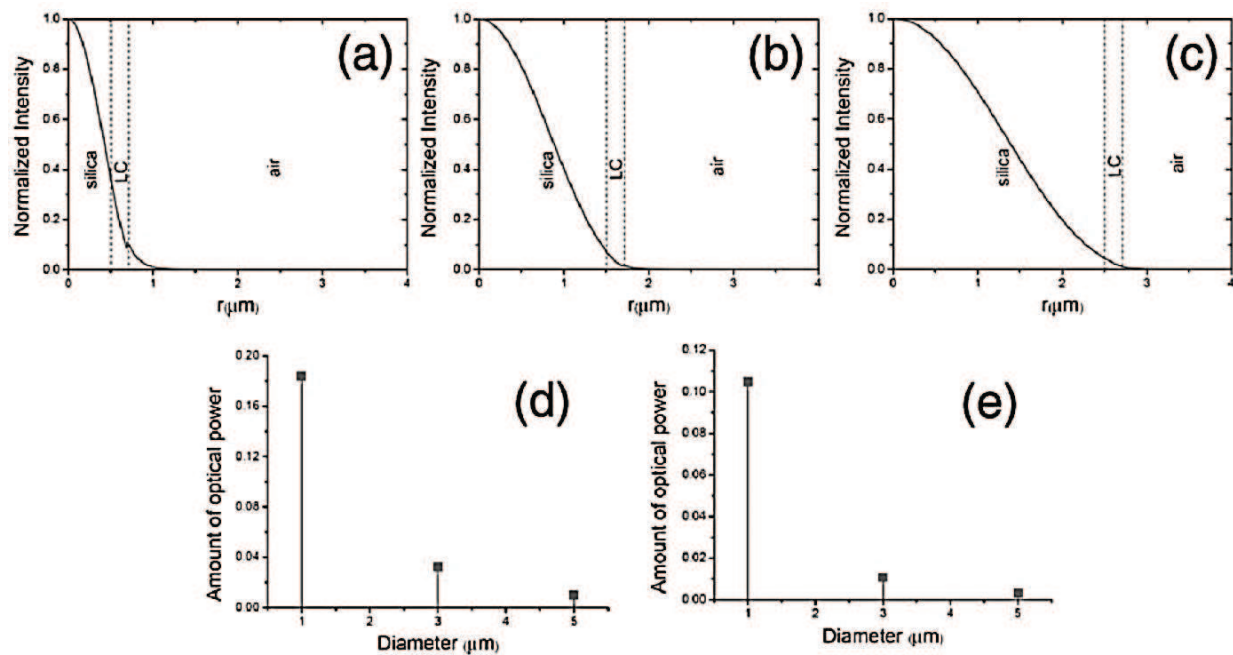 (a)
Normalized Intensity
1.0
0.8
0.6
0.4
0.2
0.0
silica
LC
air
0 1 2 3 4
r(μm)
(b)
Normalized Intensity
1.0
0.8
0.6
0.4
0.2
0.0
silica
LC
air
0 1 2 3 4
r(μm)
(c)
Normalized Intensity
1.0
0.8
0.6
0.4
0.2
0.0
silica
LC
air
0 1 2 3 4
r(μm)
(d)
Amount of optical power
0.20
0.16
0.12
0.08
0.04
0.00
1 2 3 4 5
Diameter (μm)
(e)
Amount of optical power
0.12
0.10
0.08
0.06
0.04
0.02
0.00
1 2 3 4 5
Diameter (μm)